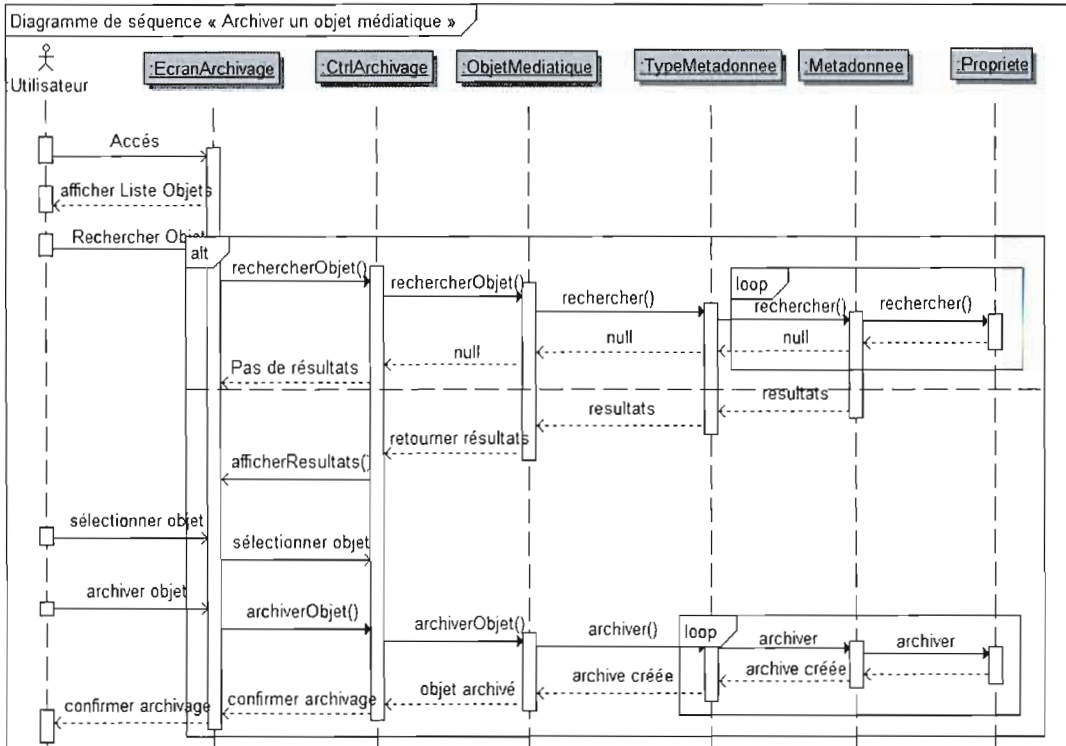 Diagramme de séquence « Archiver un objet médiatique »
:Utilisateur
:EcranArchivage
:CtrlArchivage
:ObjetMediatique
:TypeMetadonnee
:Metadonnee
:Propriete
Accés
afficher Liste Objets
Rechercher Objet
alt
rechercherObjet()
rechercherObjet()
rechercher()
loop
rechercher()
rechercher()
null
null
null
Pas de résultats
resultats
resultats
retourner résultats
afficherResultats()
sélectionner objet
sélectionner objet
archiver objet
archiverObjet()
archiverObjet()
archiver()
loop
archiver
archiver
archive créée
archive créée
objet archivé
confirmer archivage
confirmer archivage